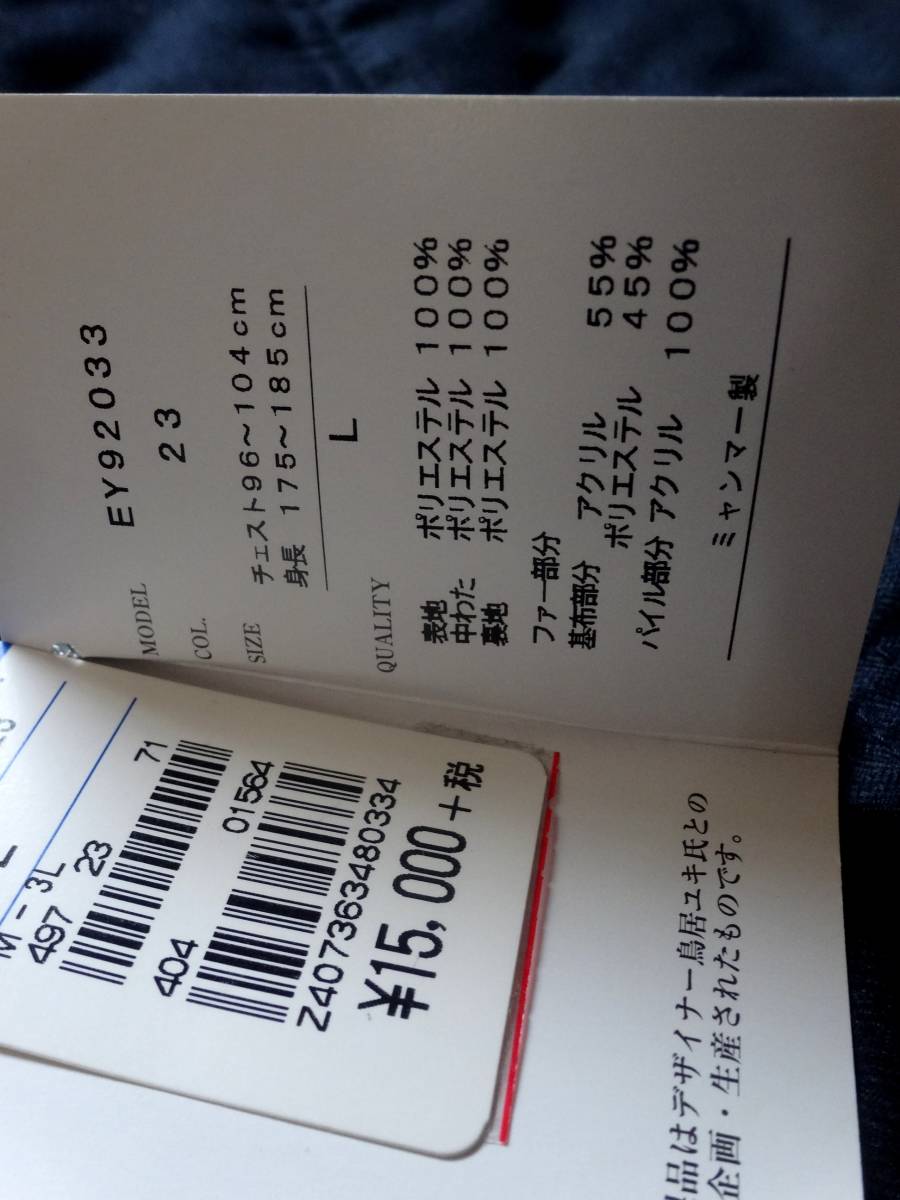 MODEL EY92033
COL. 23
SIZE チェスト96～104cm
身長 175～185cm
L
QUALITY
表地 ポリエステル 100%
中わた ポリエステル 100%
裏地 ポリエステル 100%
ファー部分
基布部分 アクリル 55%
ポリエステル 45%
パイル部分 アクリル 100%
ミャンマー製
L
M-3L
497 23 71
404 01564
2407363480334
¥15,000+税
品はデザイナー鳥居ユキ氏との
企画・生産されたものです。